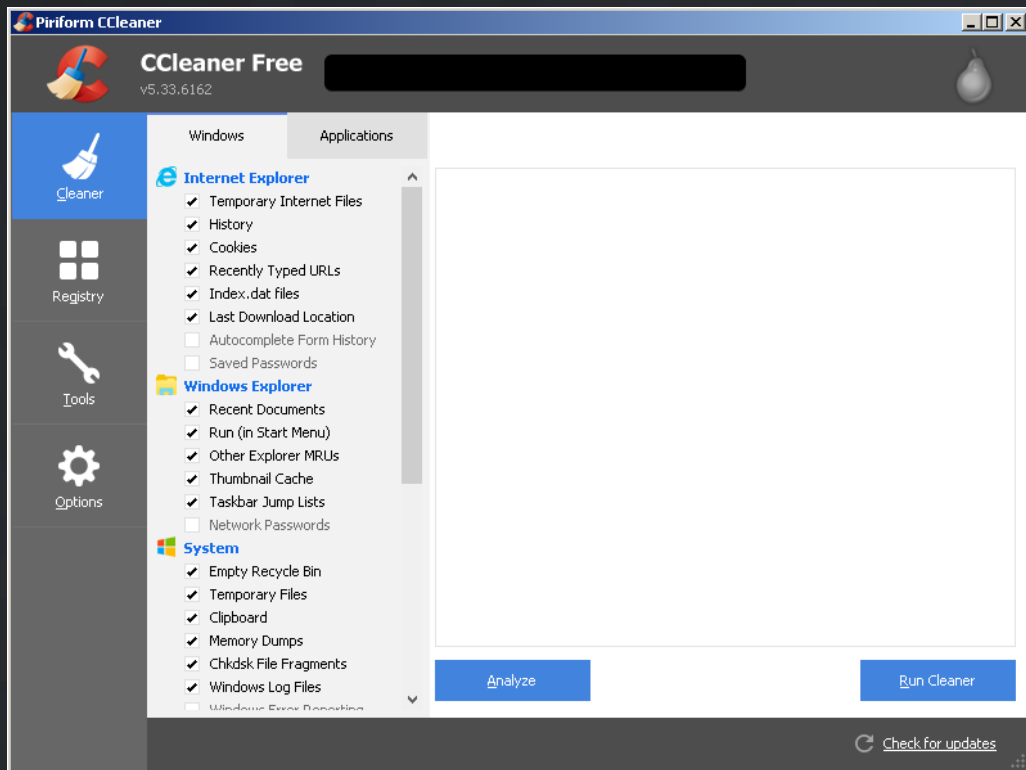 Piriform CCleaner
CCleaner Free
v5.33.6162
Cleaner
Registry
Tools
Options
Windows Applications
Internet Explorer
Temporary Internet Files
History
Cookies
Recently Typed URLs
Index.dat files
Last Download Location
Autocomplete Form History
Saved Passwords
Windows Explorer
Recent Documents
Run (in Start Menu)
Other Explorer MRUs
Thumbnail Cache
Taskbar Jump Lists
Network Passwords
System
Empty Recycle Bin
Temporary Files
Clipboard
Memory Dumps
Chkdsk File Fragments
Windows Log Files
Windows Error Reporting
Analyze Run Cleaner
Check for updates